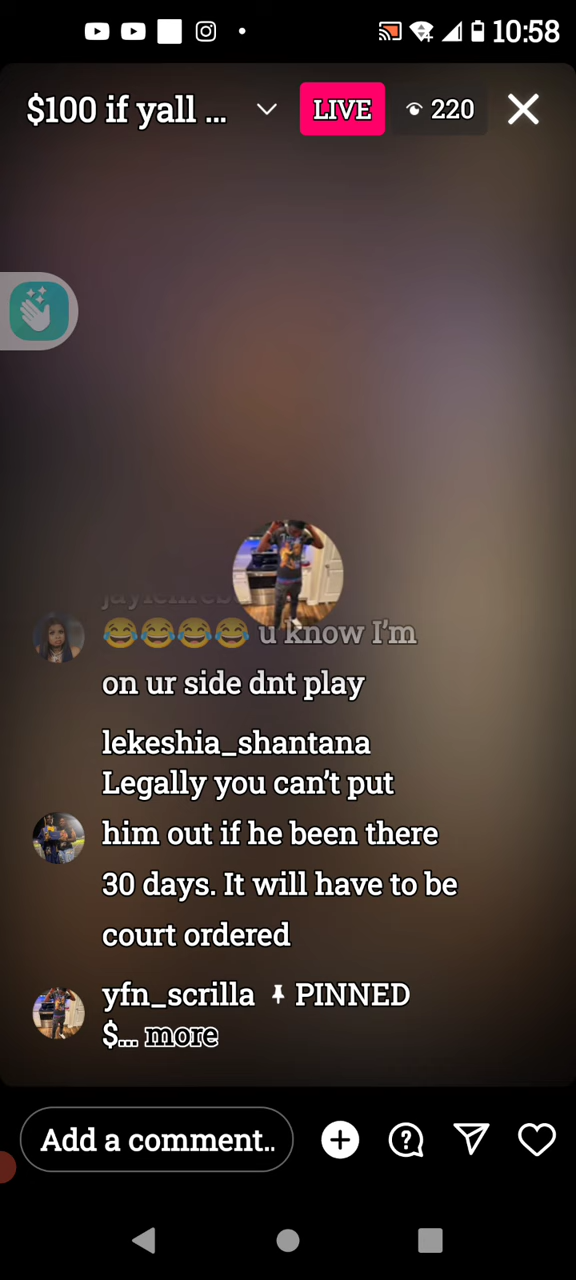 10:58
$100 if yall ...
LIVE
220
😂😂😂😂 u know I'm
on ur side dnt play
lekeshia_shantana
Legally you can't put
him out if he been there
30 days. It will have to be
court ordered
yfn_scrilla PINNED
$... more
Add a comment..